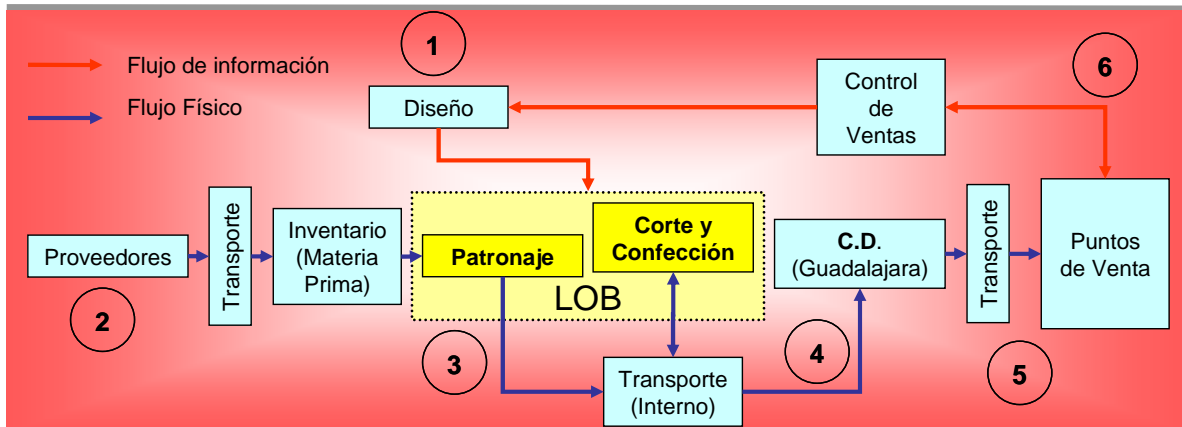 1
Flujo de información
Flujo Físico
Diseño
Control
de
Ventas
6
Proveedores
2
Transporte
Inventario
(Materia
Prima)
Patronaje
Corte y
Confección
LOB
3
Transporte
(Interno)
4
C.D.
(Guadalajara)
Transporte
5
Puntos
de Venta